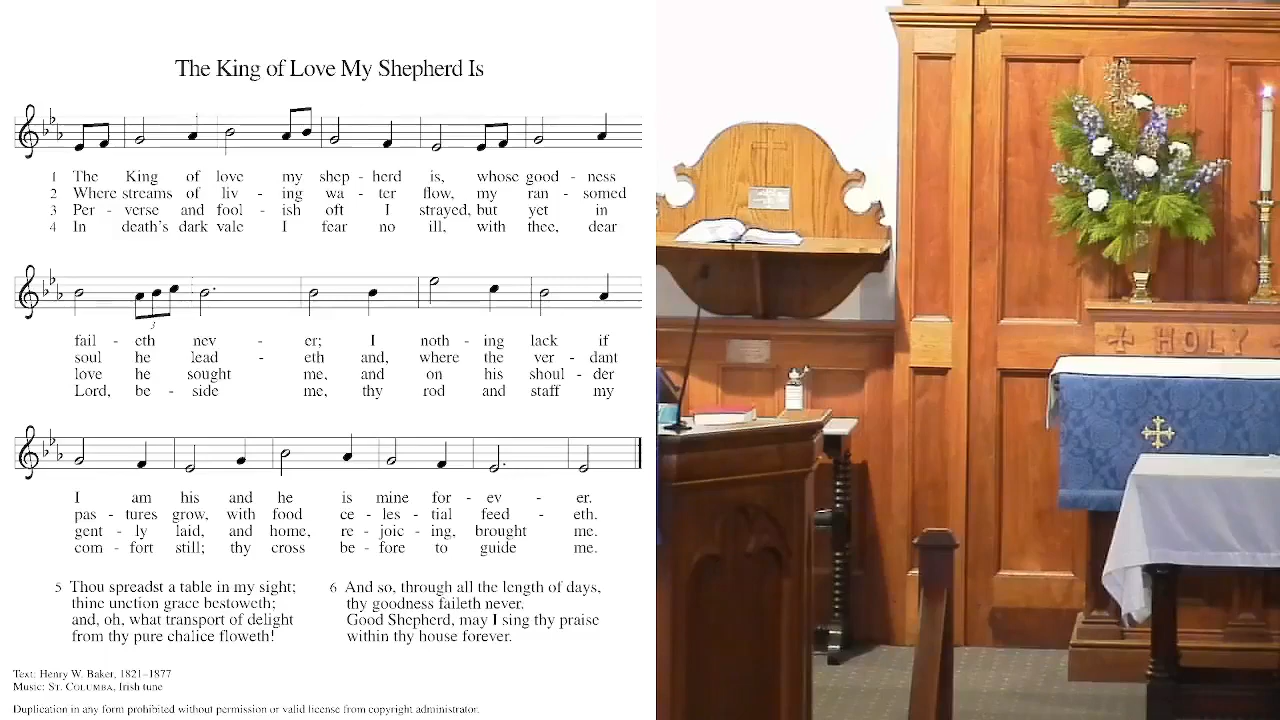 The King of Love My Shepherd Is
1 The King of love my shep - herd is, whose good - ness
2 Where streams of liv - ing wa - ter flow, my ran - somed
3 Per - verse and fool - ish oft I strayed, but yet in
4 In death's dark vale I fear no ill, with thee, dear
3
fail - eth nev - er; I noth - ing lack if
soul he lead - eth and, where the ver - dant
love he sought me, and on his shoul - der
Lord, be - side me, thy rod and staff my
I am his and he is mine for - ev - er.
pas - tures grow, with food ce - les - tial feed - eth.
gent - ly laid, and home, re - joic - ing, brought me.
com - fort still; thy cross be - fore to guide me.
5 Thou spreadst a table in my sight;
thine unction grace bestoweth;
and, oh, what transport of delight
from thy pure chalice floweth!
6 And so, through all the length of days,
thy goodness faileth never.
Good Shepherd, may I sing thy praise
within thy house forever.
Text: Henry W. Baker, 1821–1877
Music: ST. COLUMBA, Irish tune
Duplication in any form prohibited without permission or valid license from copyright administrator.
HOLY